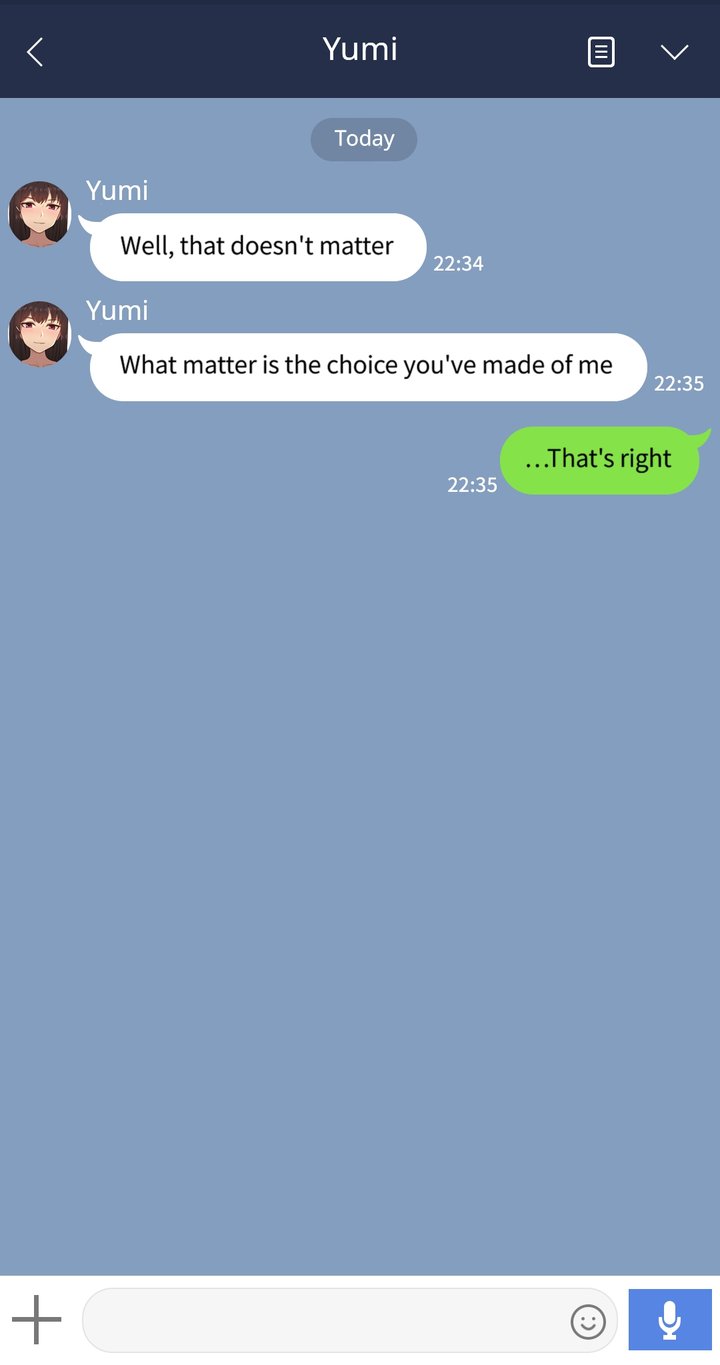 Yumi
Today
Yumi
Well, that doesn't matter
22:34
Yumi
What matter is the choice you've made of me
22:35
...That's right
22:35